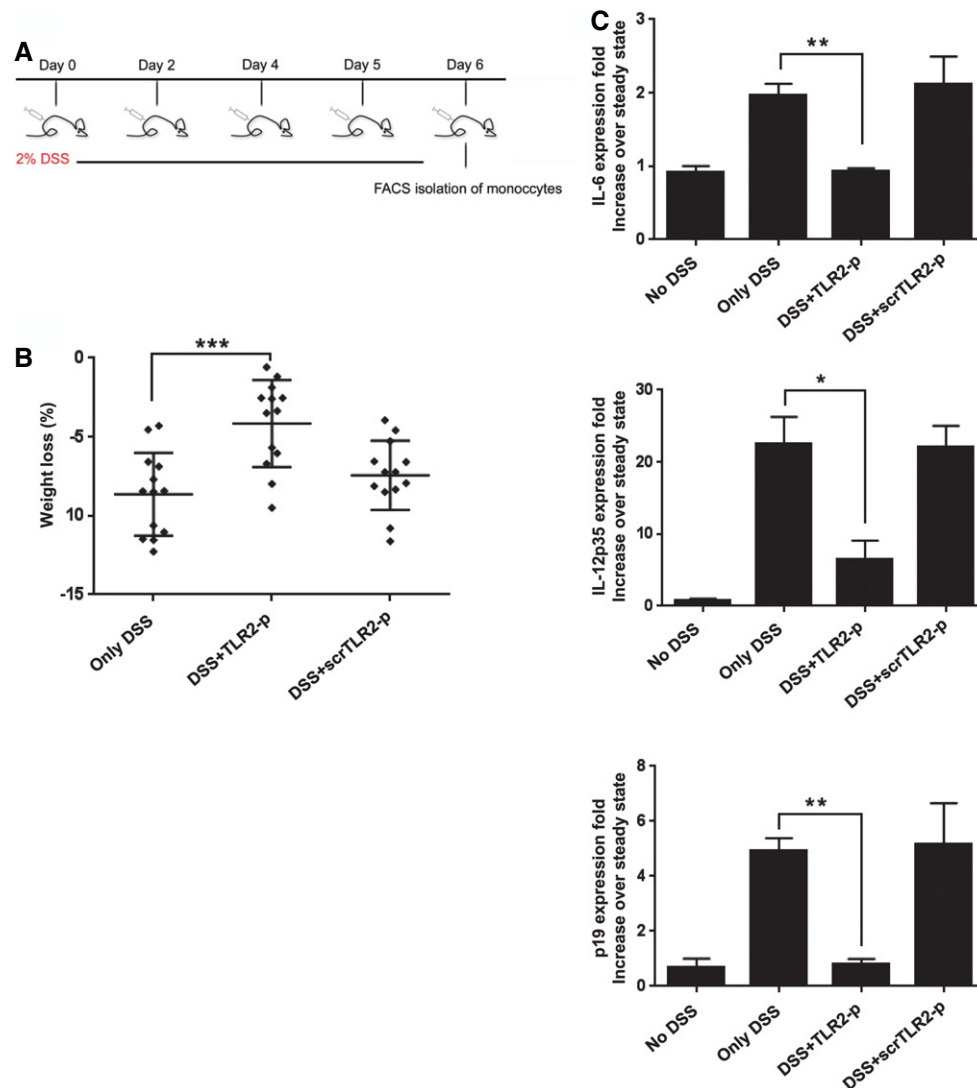 A
Day 0 Day 2 Day 4 Day 5 Day 6
2% DSS
FACS isolation of monoccytes
B
***
Weight loss (%)
0
-5
10
-15
Only DSS
DSS+TLR2-p
DSS+scrTLR2-p
C
**
IL-6 expression fold
Increase over steady state
3
2
1
0
No DSS
Only DSS
DSS+TLR2-p
DSS+scrTLR2-p
*
IL-12p35 expression fold
Increase over steady state
30
20
10
0
No DSS
Only DSS
DSS+TLR2-p
DSS+scrTLR2-p
**
p19 expression fold
Increase over steady state
8
6
4
2
0
No DSS
Only DSS
DSS+TLR2-p
DSS+scrTLR2-p